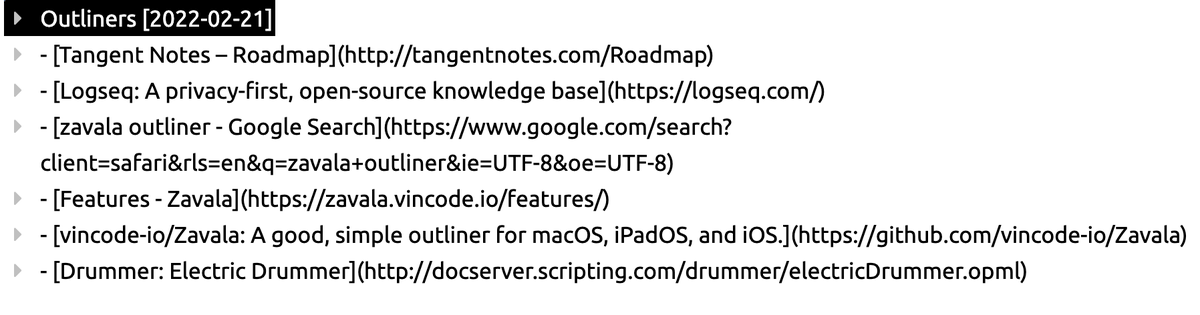 Outliners [2022-02-21]
- [Tangent Notes – Roadmap](http://tangentnotes.com/Roadmap)
- [Logseq: A privacy-first, open-source knowledge base](https://logseq.com/)
- [zavala outliner - Google Search](https://www.google.com/search?
client=safari&rls=en&q=zavala+outliner&ie=UTF-8&oe=UTF-8)
- [Features - Zavala](https://zavala.vincode.io/features/)
- [vincode-io/Zavala: A good, simple outliner for macOS, iPadOS, and iOS.](https://github.com/vincode-io/Zavala)
- [Drummer: Electric Drummer](http://docserver.scripting.com/drummer/electricDrummer.opml)